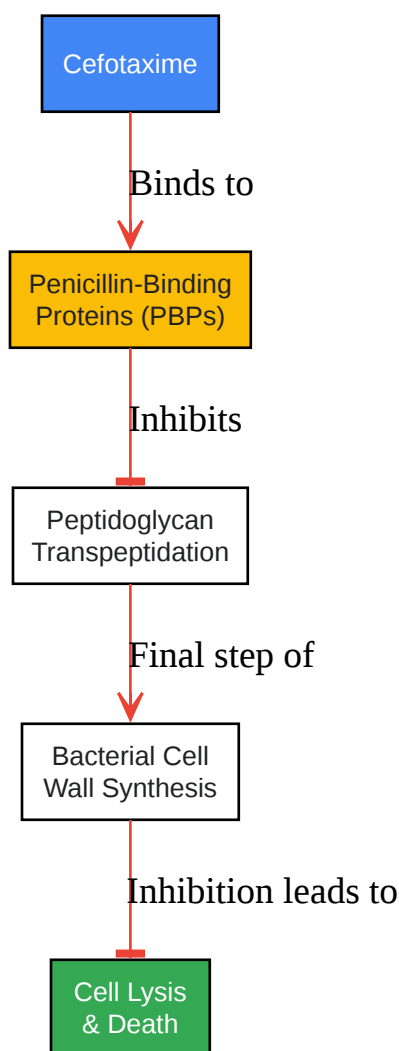 Cefotaxime
Binds to
Penicillin-Binding
Proteins (PBPs)
Inhibits
Peptidoglycan
Transpeptidation
Final step of
Bacterial Cell
Wall Synthesis
Inhibition leads to
Cell Lysis
& Death